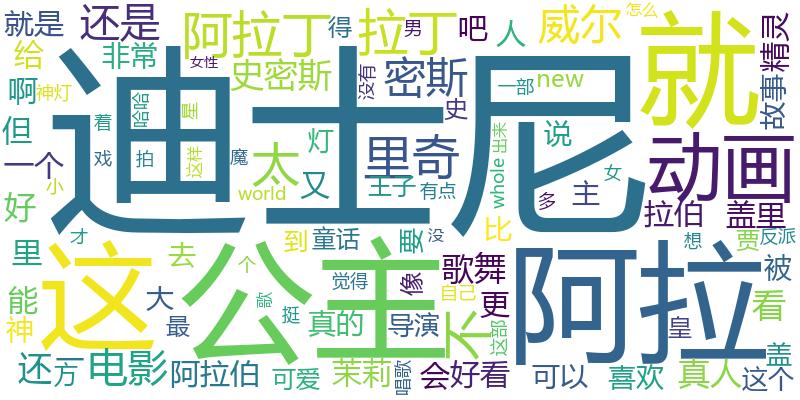 就是
还是
阿拉丁
拉丁
得
男
吧
人
威尔
怎么
精灵
给
非常
女性
史密斯
没有
密斯
史
一部
new
就
故事
啊
神灯
哈哈
星
迪士尼
但
着
这样
灯
说
出来
动画
一个
戏
拍
魔
太
里奇
whole
女
小
world
又
王子
有点
多
主
好
拉伯
盖里
才
到
童话
要
没
比
想
贾
反派
里
这
去
个
公主
歌舞
阿拉
被
能
大
觉得
像
自己
更
看
神
最
歌
挺
真的
导演
不
这部
皇
盖
还
方
一
电影
阿拉伯
可爱
茉莉
唱歌
会
好看
可以
喜欢
真人
这个